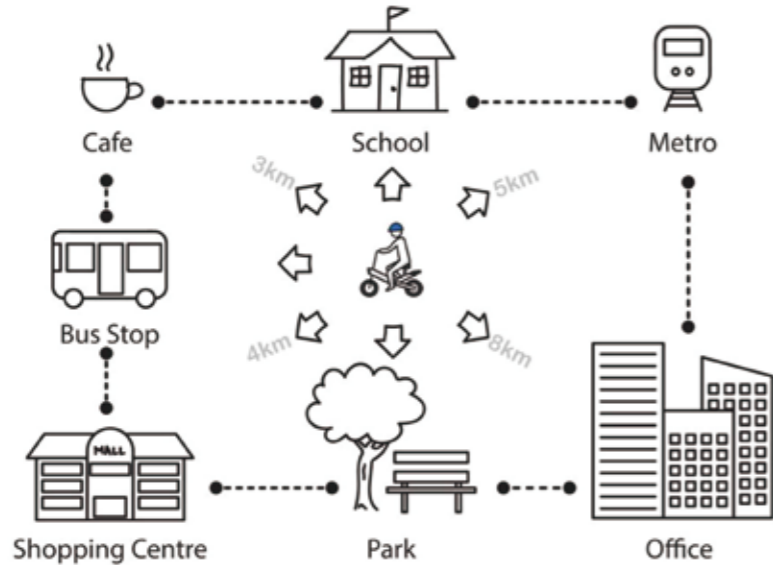 Cafe
School
Metro
3km
5km
Bus Stop
4km
8km
MALL
Shopping Centre
Park
Office